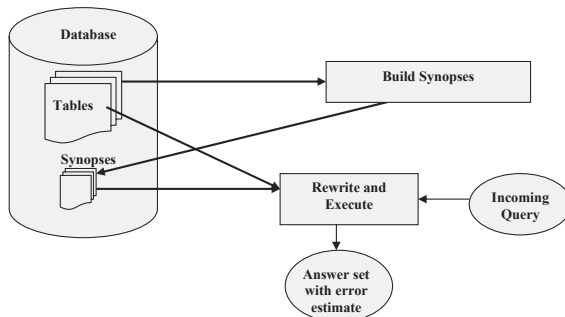 Database
Tables
Synopses
Build Synopses
Rewrite and
Execute
Incoming
Query
Answer set
with error
estimate